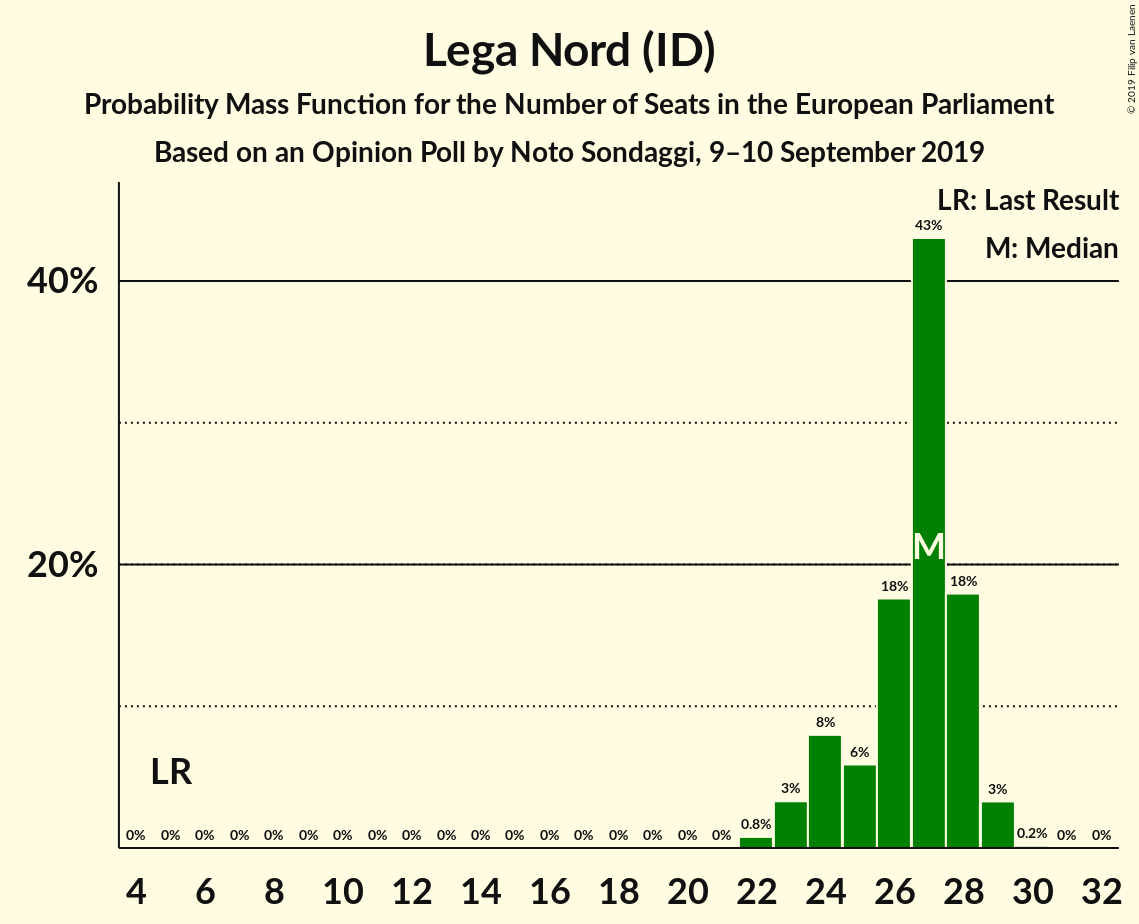 Lega Nord (ID)
Probability Mass Function for the Number of Seats in the European Parliament
Based on an Opinion Poll by Noto Sondaggi, 9–10 September 2019
© 2019 Filip van Laenen
LR: Last Result
M: Median
43%
40%
M
20%
18%
18%
8%
6%
LR
3%
3%
0% 0% 0% 0% 0% 0% 0% 0% 0% 0% 0% 0% 0% 0% 0% 0% 0% 0% 0.8% 0.2% 0% 0%
4 6 8 10 12 14 16 18 20 22 24 26 28 30 32